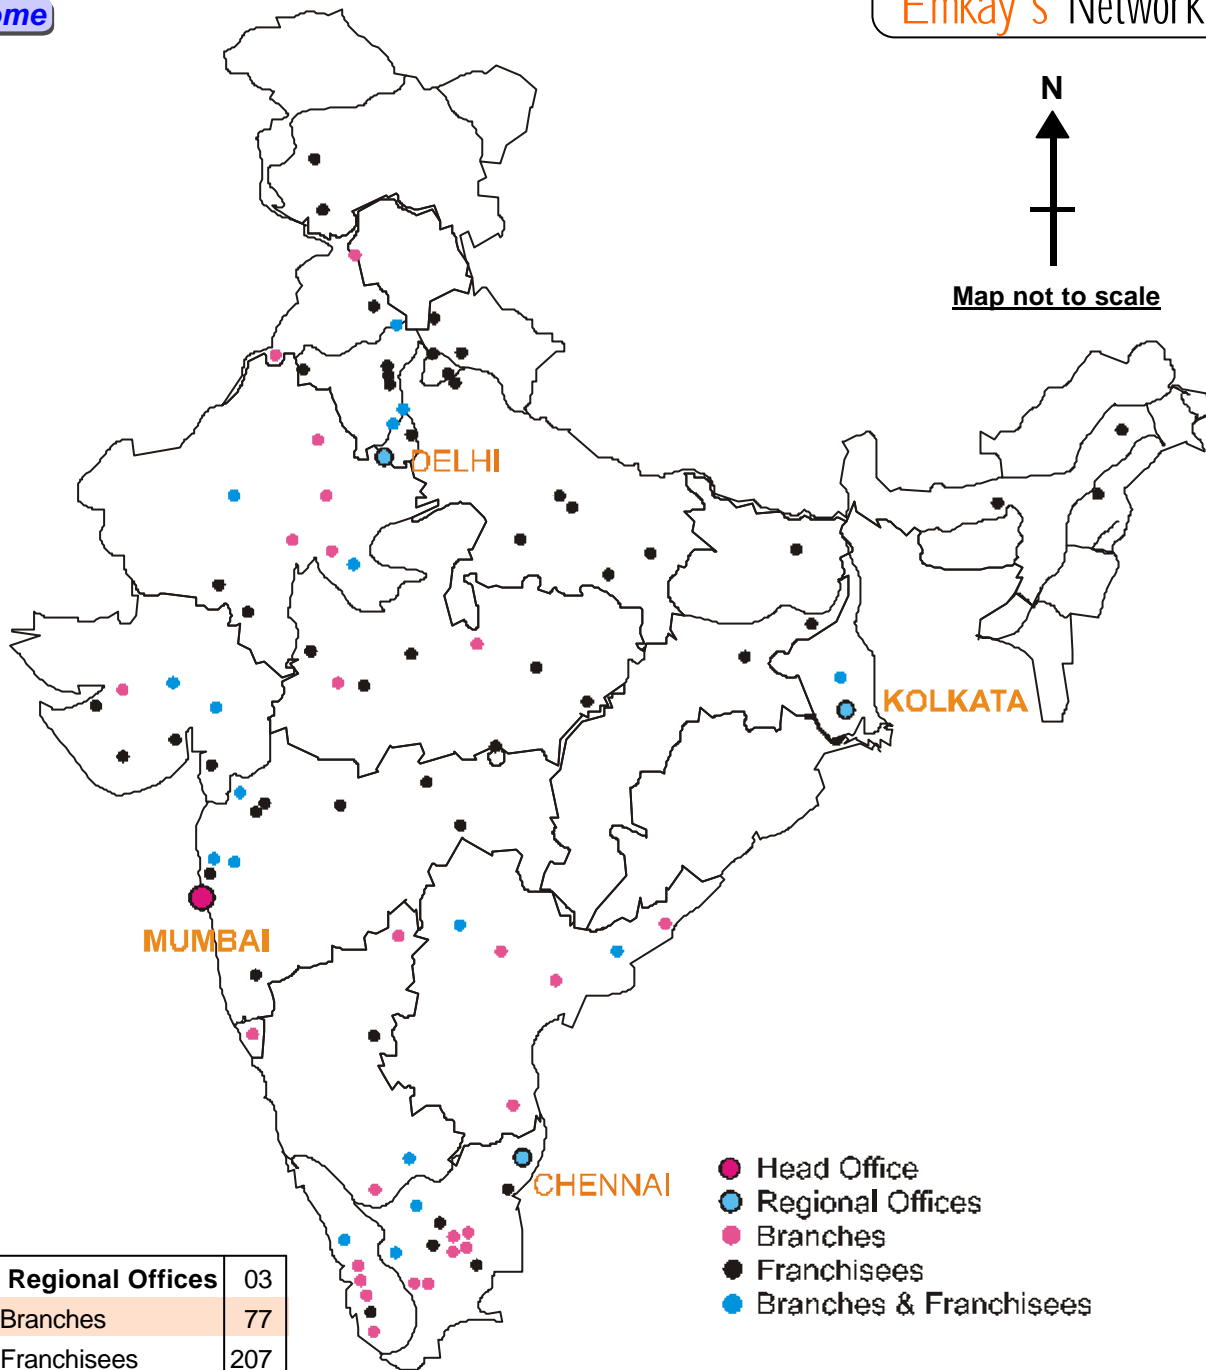 ome
Emkay's Network
N
Map not to scale
DELHI
KOLKATA
MUMBAI
CHENNAI
Head Office
Regional Offices
Branches
Franchisees
Branches & Franchisees
Regional Offices 03
Branches 77
Franchisees 207